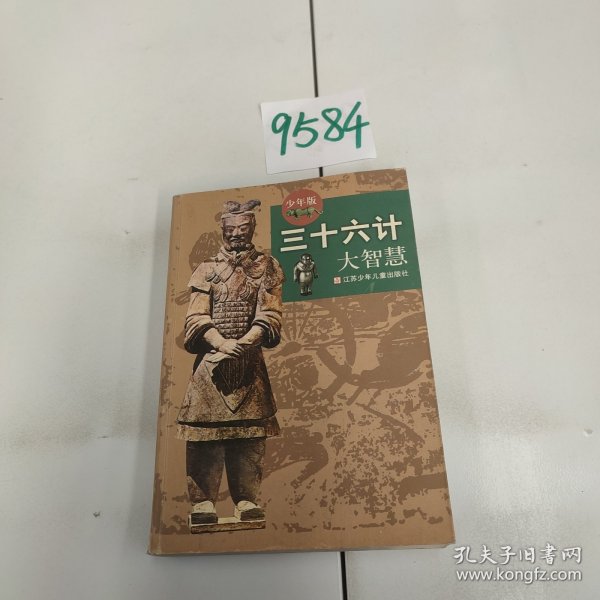 9584
少年版
三十六计
大智慧
江苏少年儿童出版社
孔夫子旧书网
www.kongfz.com